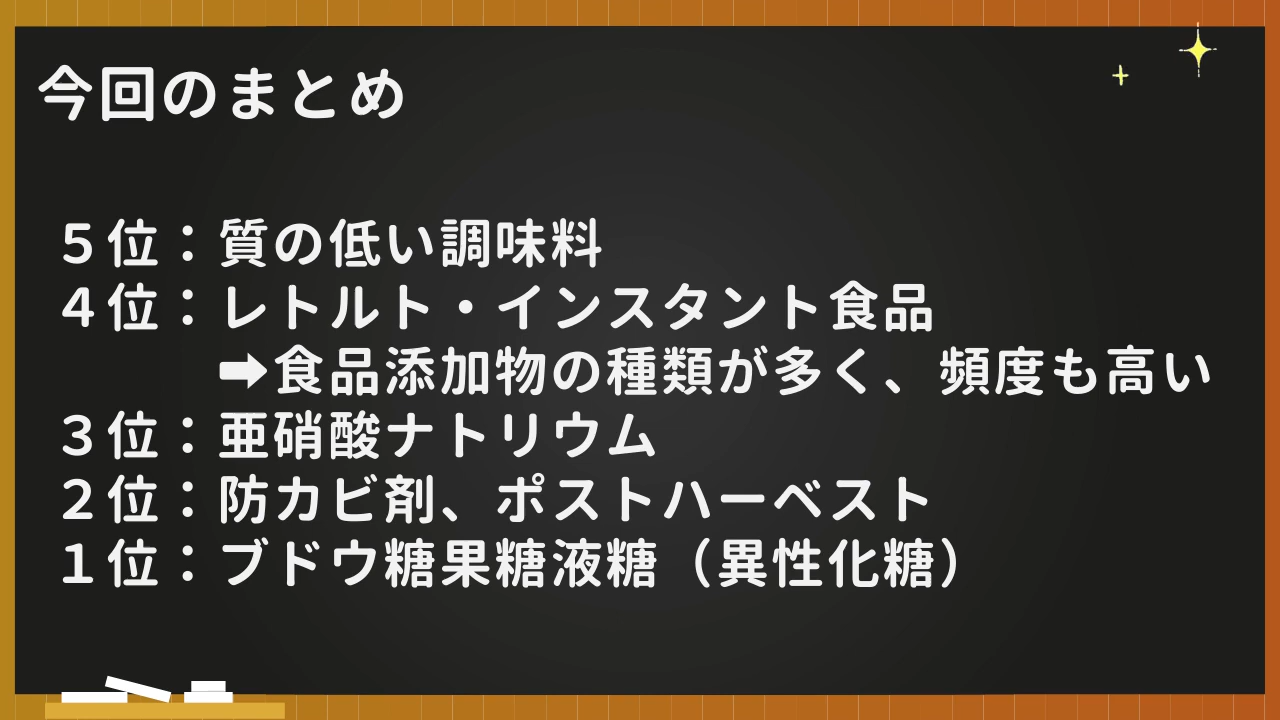 今回のまとめ
５位：質の低い調味料
４位：レトルト・インスタント食品
➡食品添加物の種類が多く、頻度も高い
３位：亜硝酸ナトリウム
２位：防カビ剤、ポストハーベスト
１位：ブドウ糖果糖液糖（異性化糖）